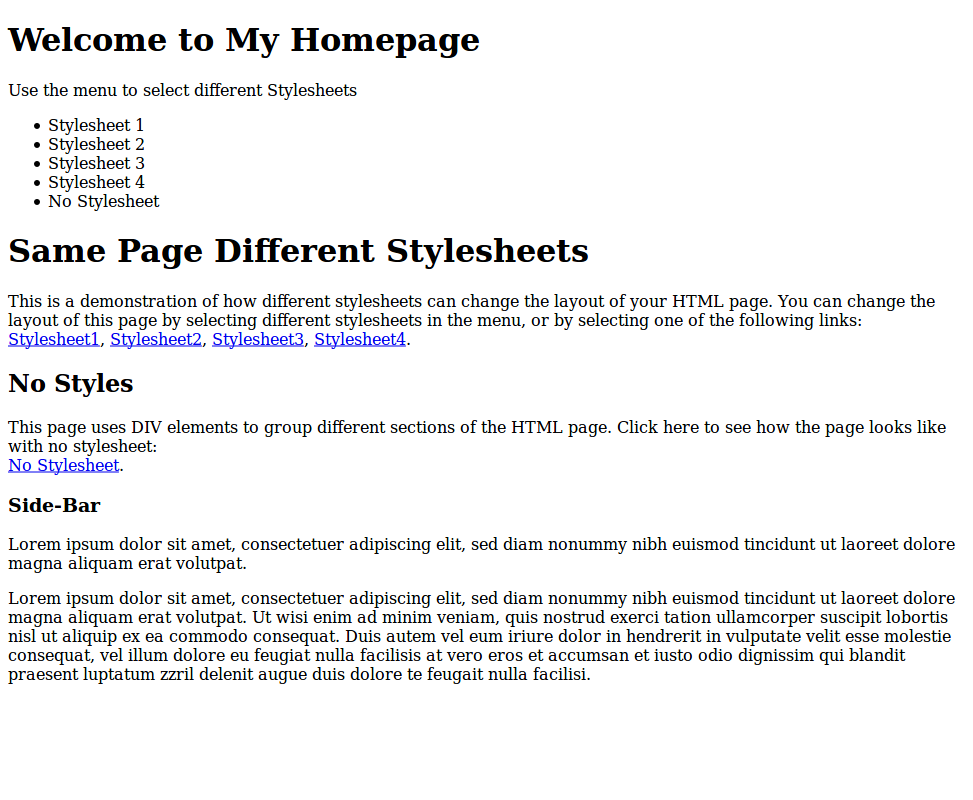 Welcome to My Homepage
Use the menu to select different Stylesheets
Stylesheet 1
Stylesheet 2
Stylesheet 3
Stylesheet 4
No Stylesheet
Same Page Different Stylesheets
This is a demonstration of how different stylesheets can change the layout of your HTML page. You can change the
layout of this page by selecting different stylesheets in the menu, or by selecting one of the following links:
Stylesheet1, Stylesheet2, Stylesheet3, Stylesheet4.
No Styles
This page uses DIV elements to group different sections of the HTML page. Click here to see how the page looks like
with no stylesheet:
No Stylesheet.
Side-Bar
Lorem ipsum dolor sit amet, consectetuer adipiscing elit, sed diam nonummy nibh euismod tincidunt ut laoreet dolore
magna aliquam erat volutpat.
Lorem ipsum dolor sit amet, consectetuer adipiscing elit, sed diam nonummy nibh euismod tincidunt ut laoreet dolore
magna aliquam erat volutpat. Ut wisi enim ad minim veniam, quis nostrud exerci tation ullamcorper suscipit lobortis
nisl ut aliquip ex ea commodo consequat. Duis autem vel eum iriure dolor in hendrerit in vulputate velit esse molestie
consequat, vel illum dolore eu feugiat nulla facilisis at vero eros et accumsan et iusto odio dignissim qui blandit
praesent luptatum zzril delenit augue duis dolore te feugait nulla facilisi.